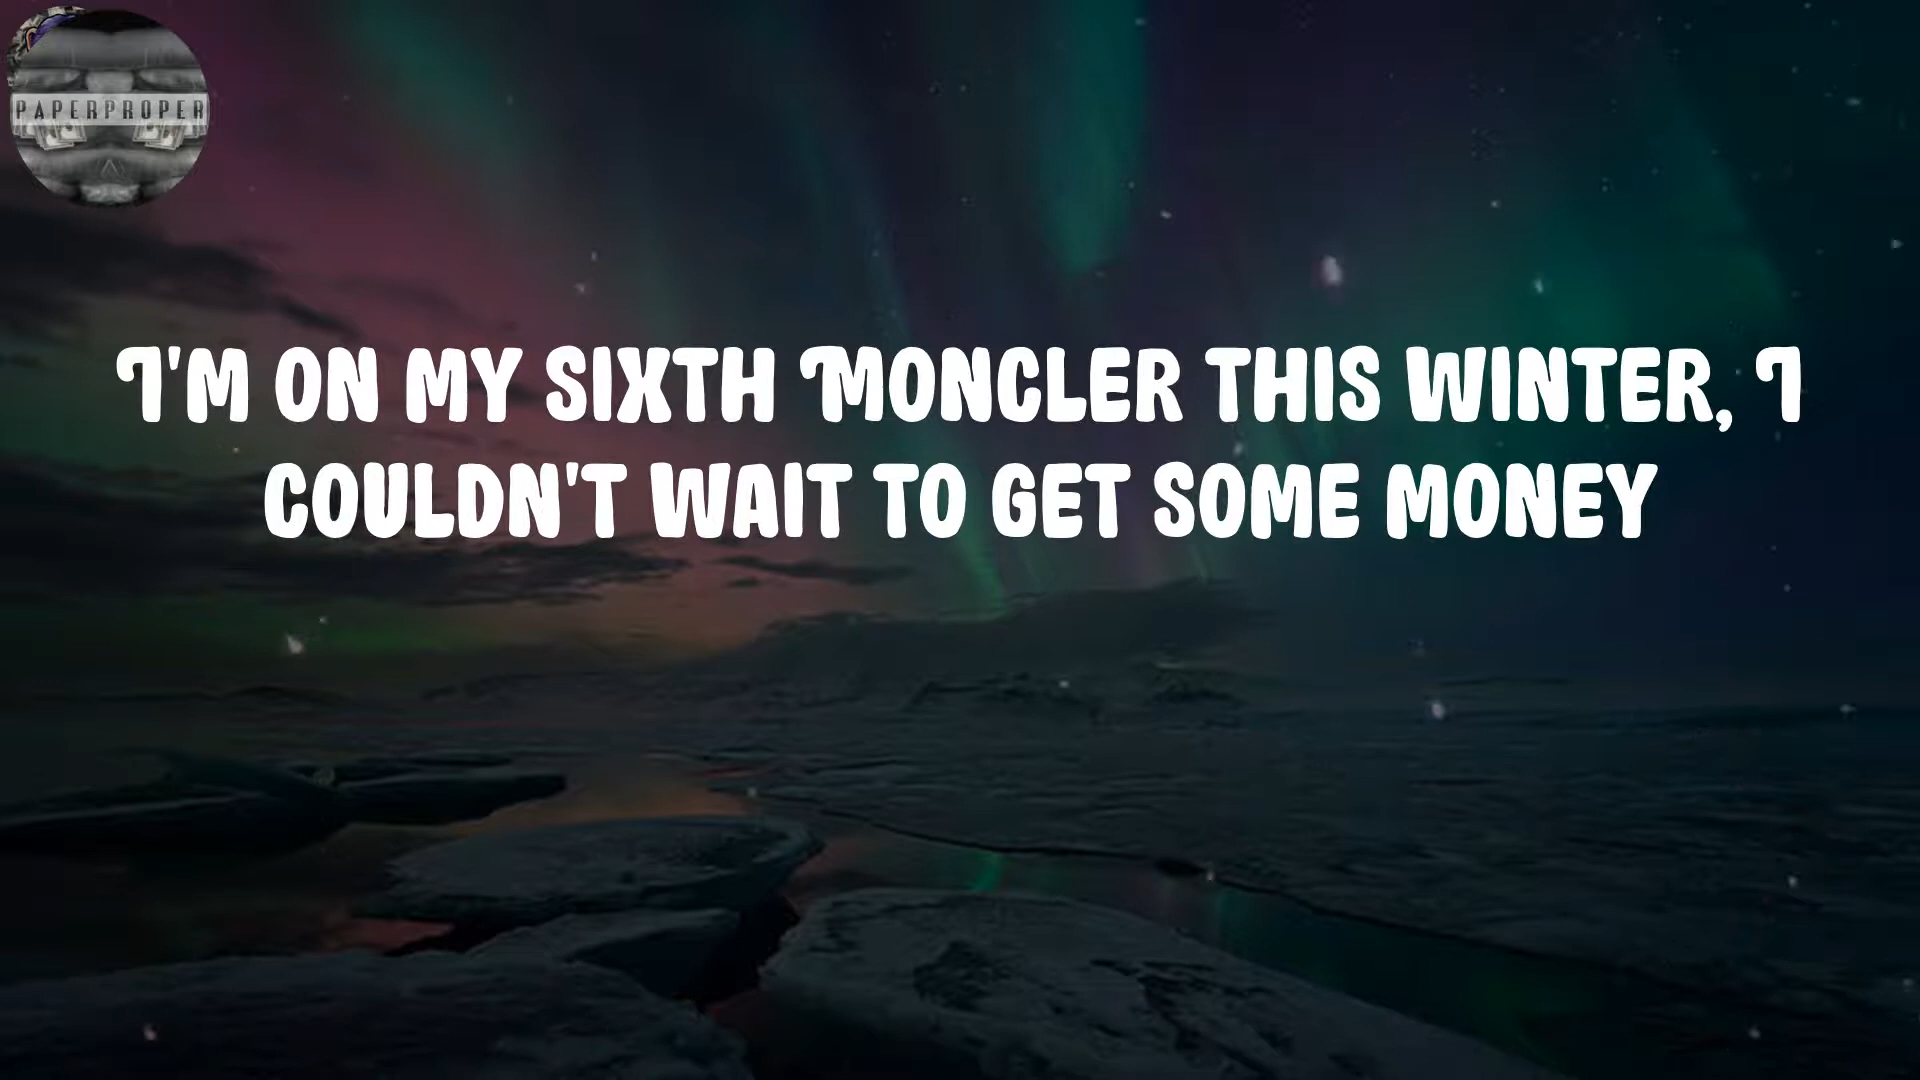 PAPERPROPER
I'M ON MY SIXTH MONCLER THIS WINTER, I
COULDN'T WAIT TO GET SOME MONEY